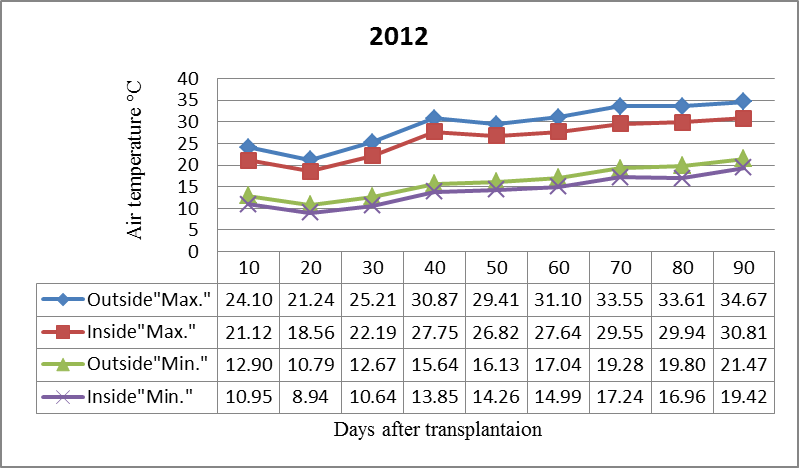 2012
Air temperature °C
40
35
30
25
20
15
10
5
0
10 20 30 40 50 60 70 80 90
Outside"Max." 24.10 21.24 25.21 30.87 29.41 31.10 33.55 33.61 34.67
Inside"Max." 21.12 18.56 22.19 27.75 26.82 27.64 29.55 29.94 30.81
Outside"Min." 12.90 10.79 12.67 15.64 16.13 17.04 19.28 19.80 21.47
Inside"Min." 10.95 8.94 10.64 13.85 14.26 14.99 17.24 16.96 19.42
Days after transplantaion